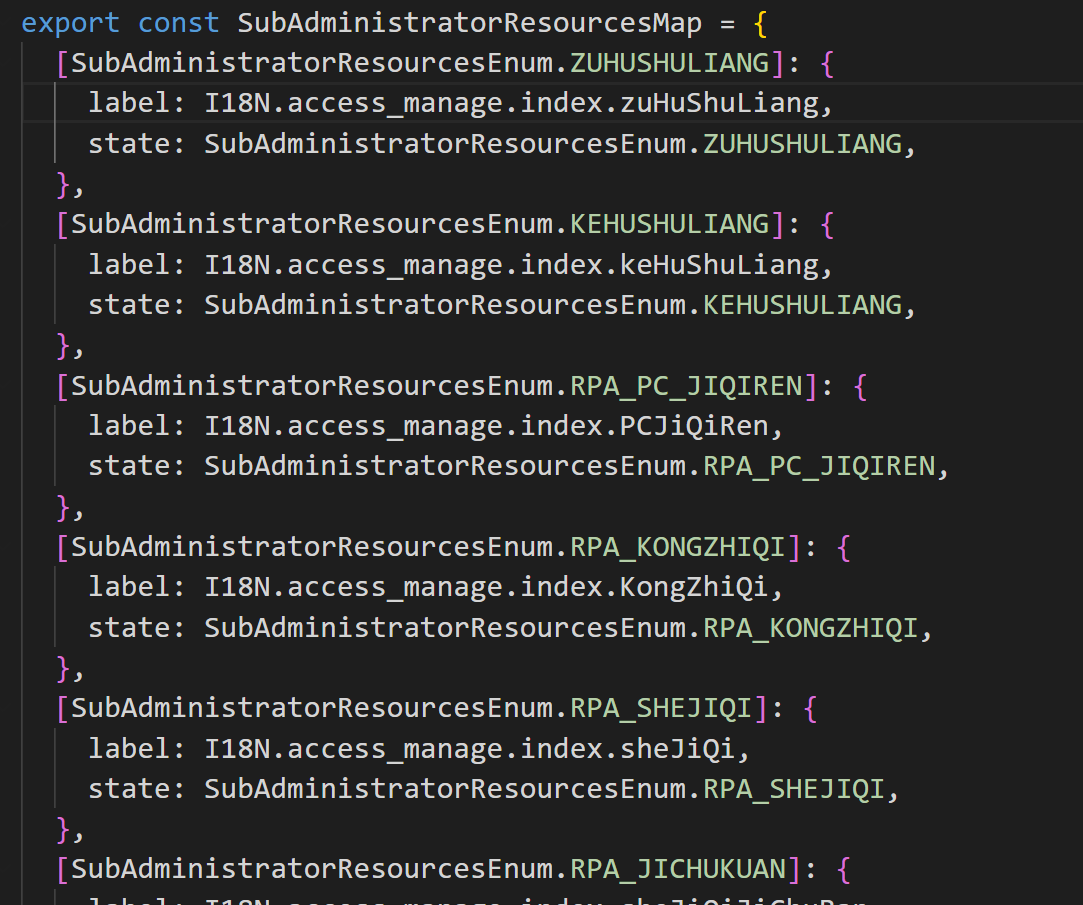 export const SubAdministratorResourcesMap = {
[SubAdministratorResourcesEnum.ZUHUSHULIANG]: {
label: I18N.access_manage.index.zuHuShuLiang,
state: SubAdministratorResourcesEnum.ZUHUSHULIANG,
},
[SubAdministratorResourcesEnum.KEHUSHULIANG]: {
label: I18N.access_manage.index.keHuShuLiang,
state: SubAdministratorResourcesEnum.KEHUSHULIANG,
},
[SubAdministratorResourcesEnum.RPA_PC_JIQIREN]: {
label: I18N.access_manage.index.PCJiQiRen,
state: SubAdministratorResourcesEnum.RPA_PC_JIQIREN,
},
[SubAdministratorResourcesEnum.RPA_KONGZHIQI]: {
label: I18N.access_manage.index.KongZhiQi,
state: SubAdministratorResourcesEnum.RPA_KONGZHIQI,
},
[SubAdministratorResourcesEnum.RPA_SHEJIQI]: {
label: I18N.access_manage.index.sheJiQi,
state: SubAdministratorResourcesEnum.RPA_SHEJIQI,
},
[SubAdministratorResourcesEnum.RPA_JICHUKUAN]: {